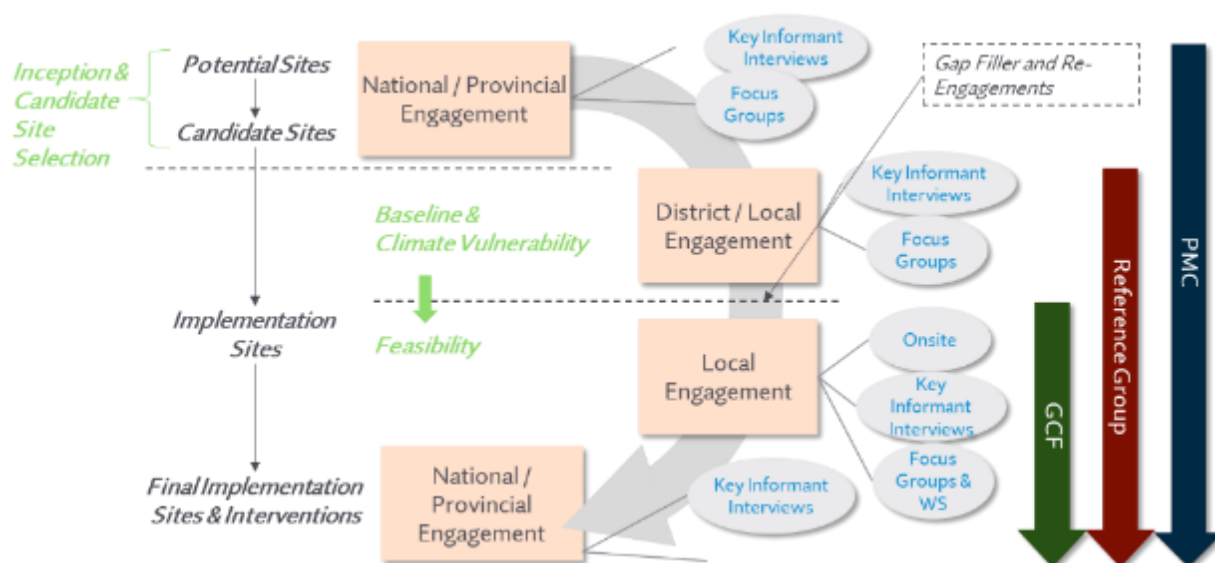 Inception &
Candidate
Site
Selection
Potential Sites
Candidate Sites
Implementation
Sites
Final Implementation
Sites & Interventions
Baseline &
Climate Vulnerability
Feasibility
National / Provincial
Engagement
Key Informant
Interviews
Focus
Groups
Gap Filler and Re-
Engagements
District / Local
Engagement
Key Informant
Interviews
Focus
Groups
Local
Engagement
Onsite
Key
Informant
Interviews
Focus
Groups &
WS
National /
Provincial
Engagement
Key Informant
Interviews
GCF
Reference Group
PMC